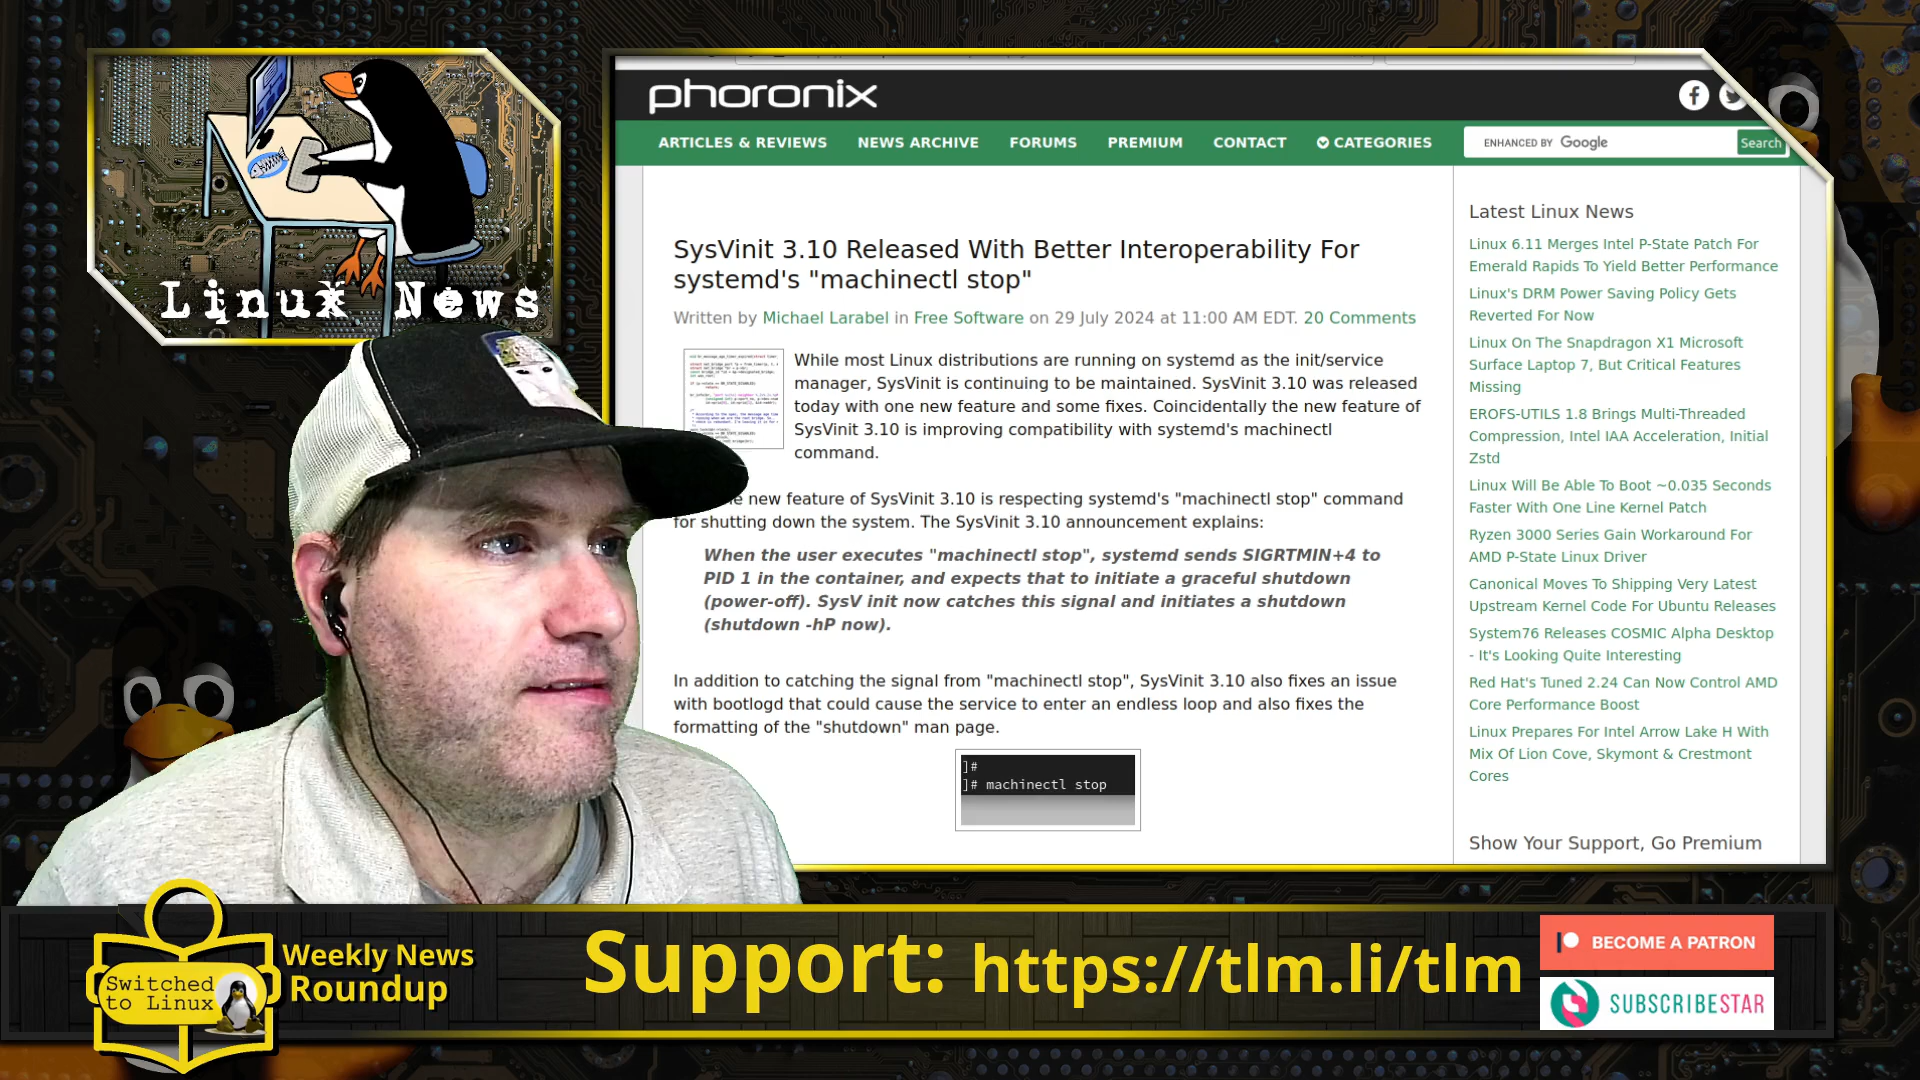 Linux News
phoronix
ARTICLES & REVIEWS NEWS ARCHIVE FORUMS PREMIUM CONTACT CATEGORIES
ENHANCED BY Google Search
SysVinit 3.10 Released With Better Interoperability For
systemd's "machinectl stop"
Written by Michael Larabel in Free Software on 29 July 2024 at 11:00 AM EDT. 20 Comments
While most Linux distributions are running on systemd as the init/service
manager, SysVinit is continuing to be maintained. SysVinit 3.10 was released
today with one new feature and some fixes. Coincidentally the new feature of
SysVinit 3.10 is improving compatibility with systemd's machinectl
command.
new feature of SysVinit 3.10 is respecting systemd's "machinectl stop" command
for shutting down the system. The SysVinit 3.10 announcement explains:
When the user executes "machinectl stop", systemd sends SIGRTMIN+4 to
PID 1 in the container, and expects that to initiate a graceful shutdown
(power-off). SysV init now catches this signal and initiates a shutdown
(shutdown -hP now).
In addition to catching the signal from "machinectl stop", SysVinit 3.10 also fixes an issue
with bootlogd that could cause the service to enter an endless loop and also fixes the
formatting of the "shutdown" man page.
]#
]# machinectl stop
Latest Linux News
Linux 6.11 Merges Intel P-State Patch For
Emerald Rapids To Yield Better Performance
Linux's DRM Power Saving Policy Gets
Reverted For Now
Linux On The Snapdragon X1 Microsoft
Surface Laptop 7, But Critical Features
Missing
EROFS-UTILS 1.8 Brings Multi-Threaded
Compression, Intel IAA Acceleration, Initial
Zstd
Linux Will Be Able To Boot ~0.035 Seconds
Faster With One Line Kernel Patch
Ryzen 3000 Series Gain Workaround For
AMD P-State Linux Driver
Canonical Moves To Shipping Very Latest
Upstream Kernel Code For Ubuntu Releases
System76 Releases COSMIC Alpha Desktop
- It's Looking Quite Interesting
Red Hat's Tuned 2.24 Can Now Control AMD
Core Performance Boost
Linux Prepares For Intel Arrow Lake H With
Mix Of Lion Cove, Skymont & Crestmont
Cores
Show Your Support, Go Premium
Switched
to Linux
Weekly News
Roundup
Support: https://tlm.li/tlm
BECOME A PATRON
SUBSCRIBESTAR